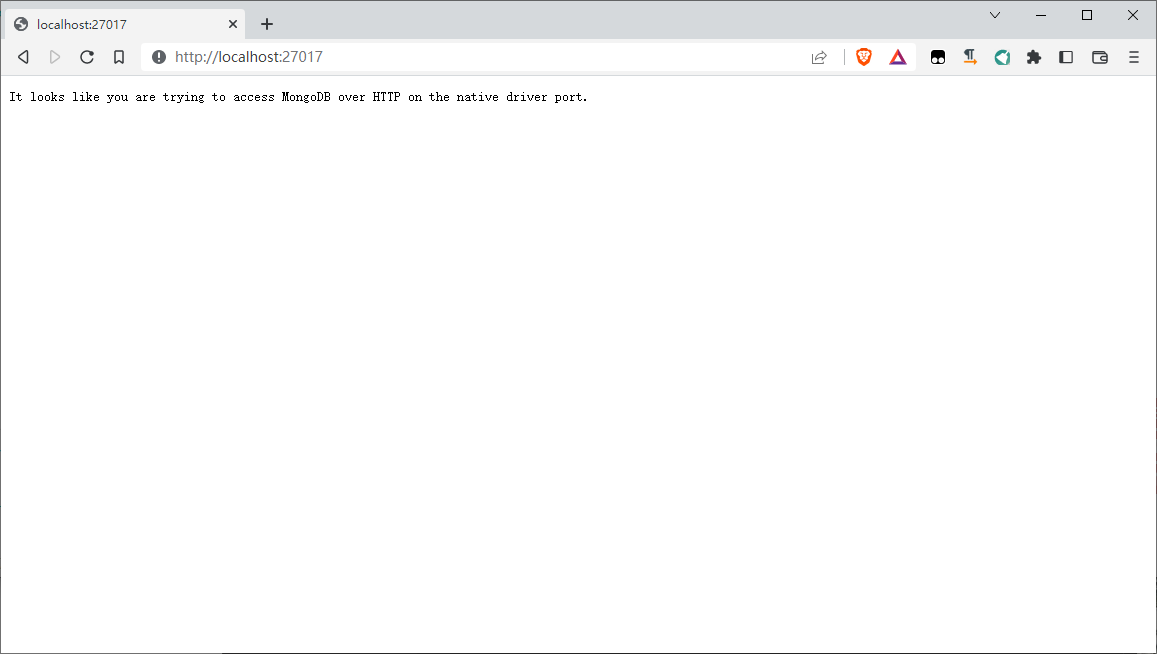 localhost:27017
http://localhost:27017
It looks like you are trying to access MongoDB over HTTP on the native driver port.